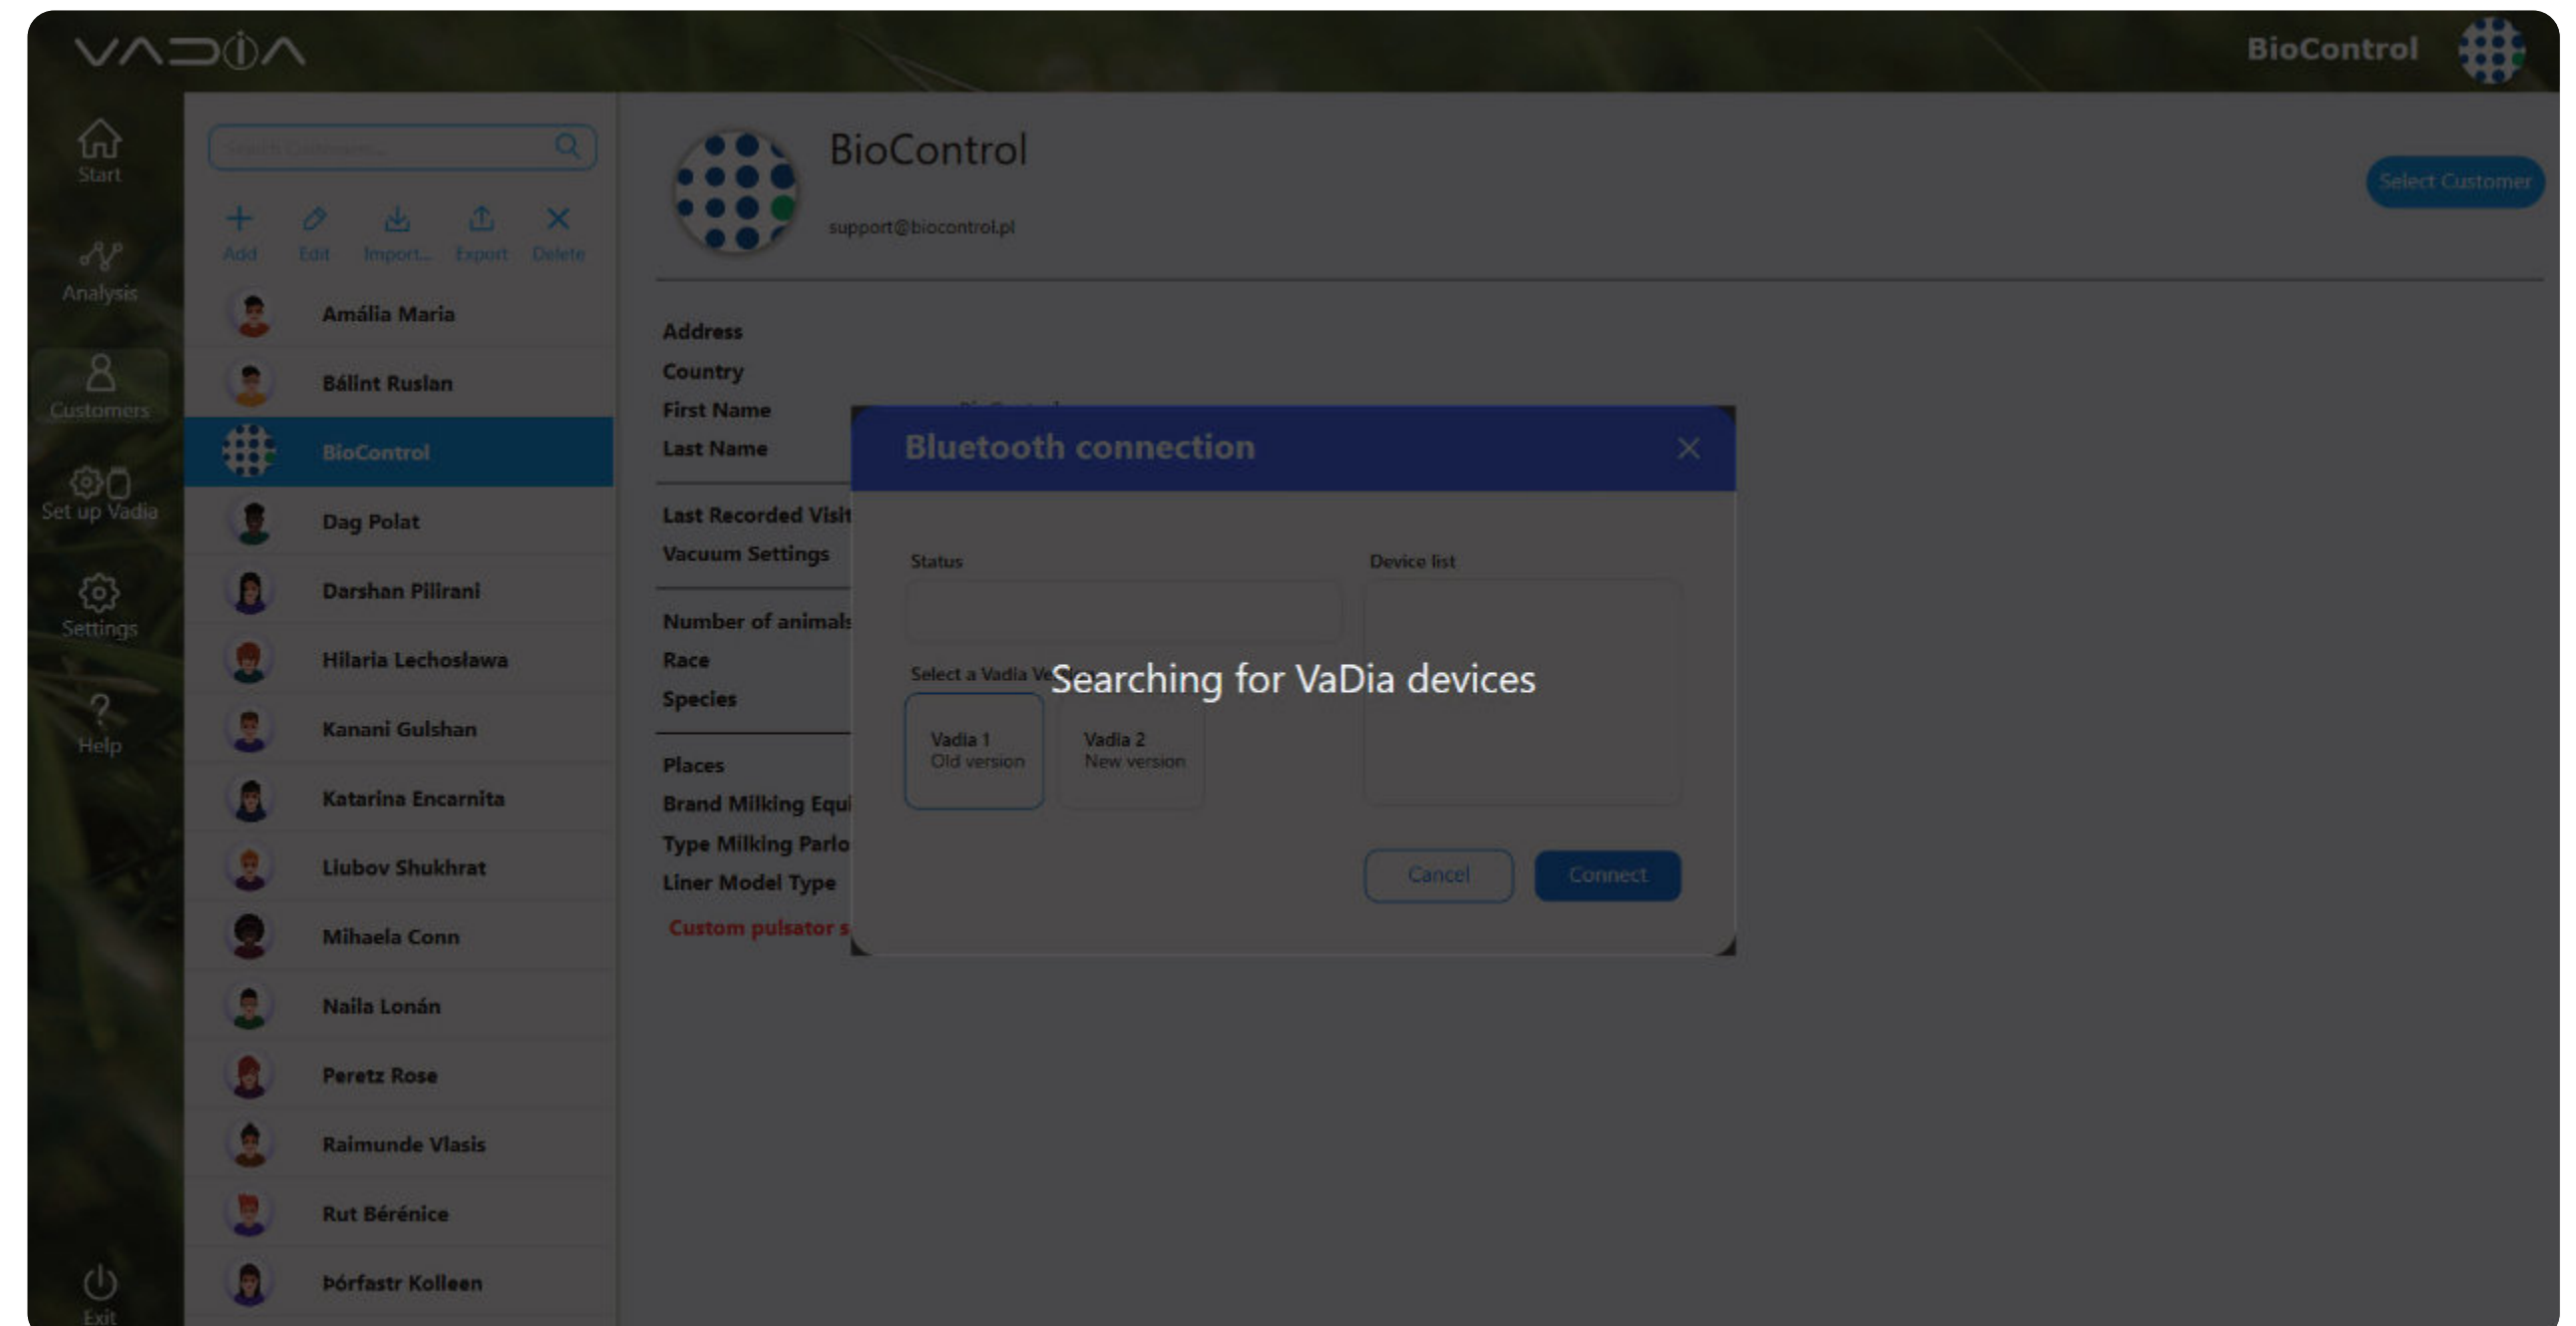 VADIA
BioControl
Start
Analysis
Customers
Set up Vadia
Settings
Help
Exit
Search Customers...
Add
Edit
Import...
Export
Delete
Amália Maria
Bálint Ruslan
BioControl
Dag Polat
Darshan Pilirani
Hilaria Lechosława
Kanani Gulshan
Katarina Encarnita
Liubov Shukhrat
Mihaela Conn
Naila Lonán
Peretz Rose
Raimunde Vlasis
Rut Bérénice
Þórfastr Kolleen
BioControl
support@biocontrol.pl
Select Customer
Address
Country
First Name
Last Name
Last Recorded Visit
Vacuum Settings
Number of animals
Race
Species
Places
Brand Milking Equi
Type Milking Parlo
Liner Model Type
Custom pulsator s
Bluetooth connection
Status
Device list
Select a Vadia
Searching for VaDia devices
Vadia 1
Old version
Vadia 2
New version
Cancel
Connect